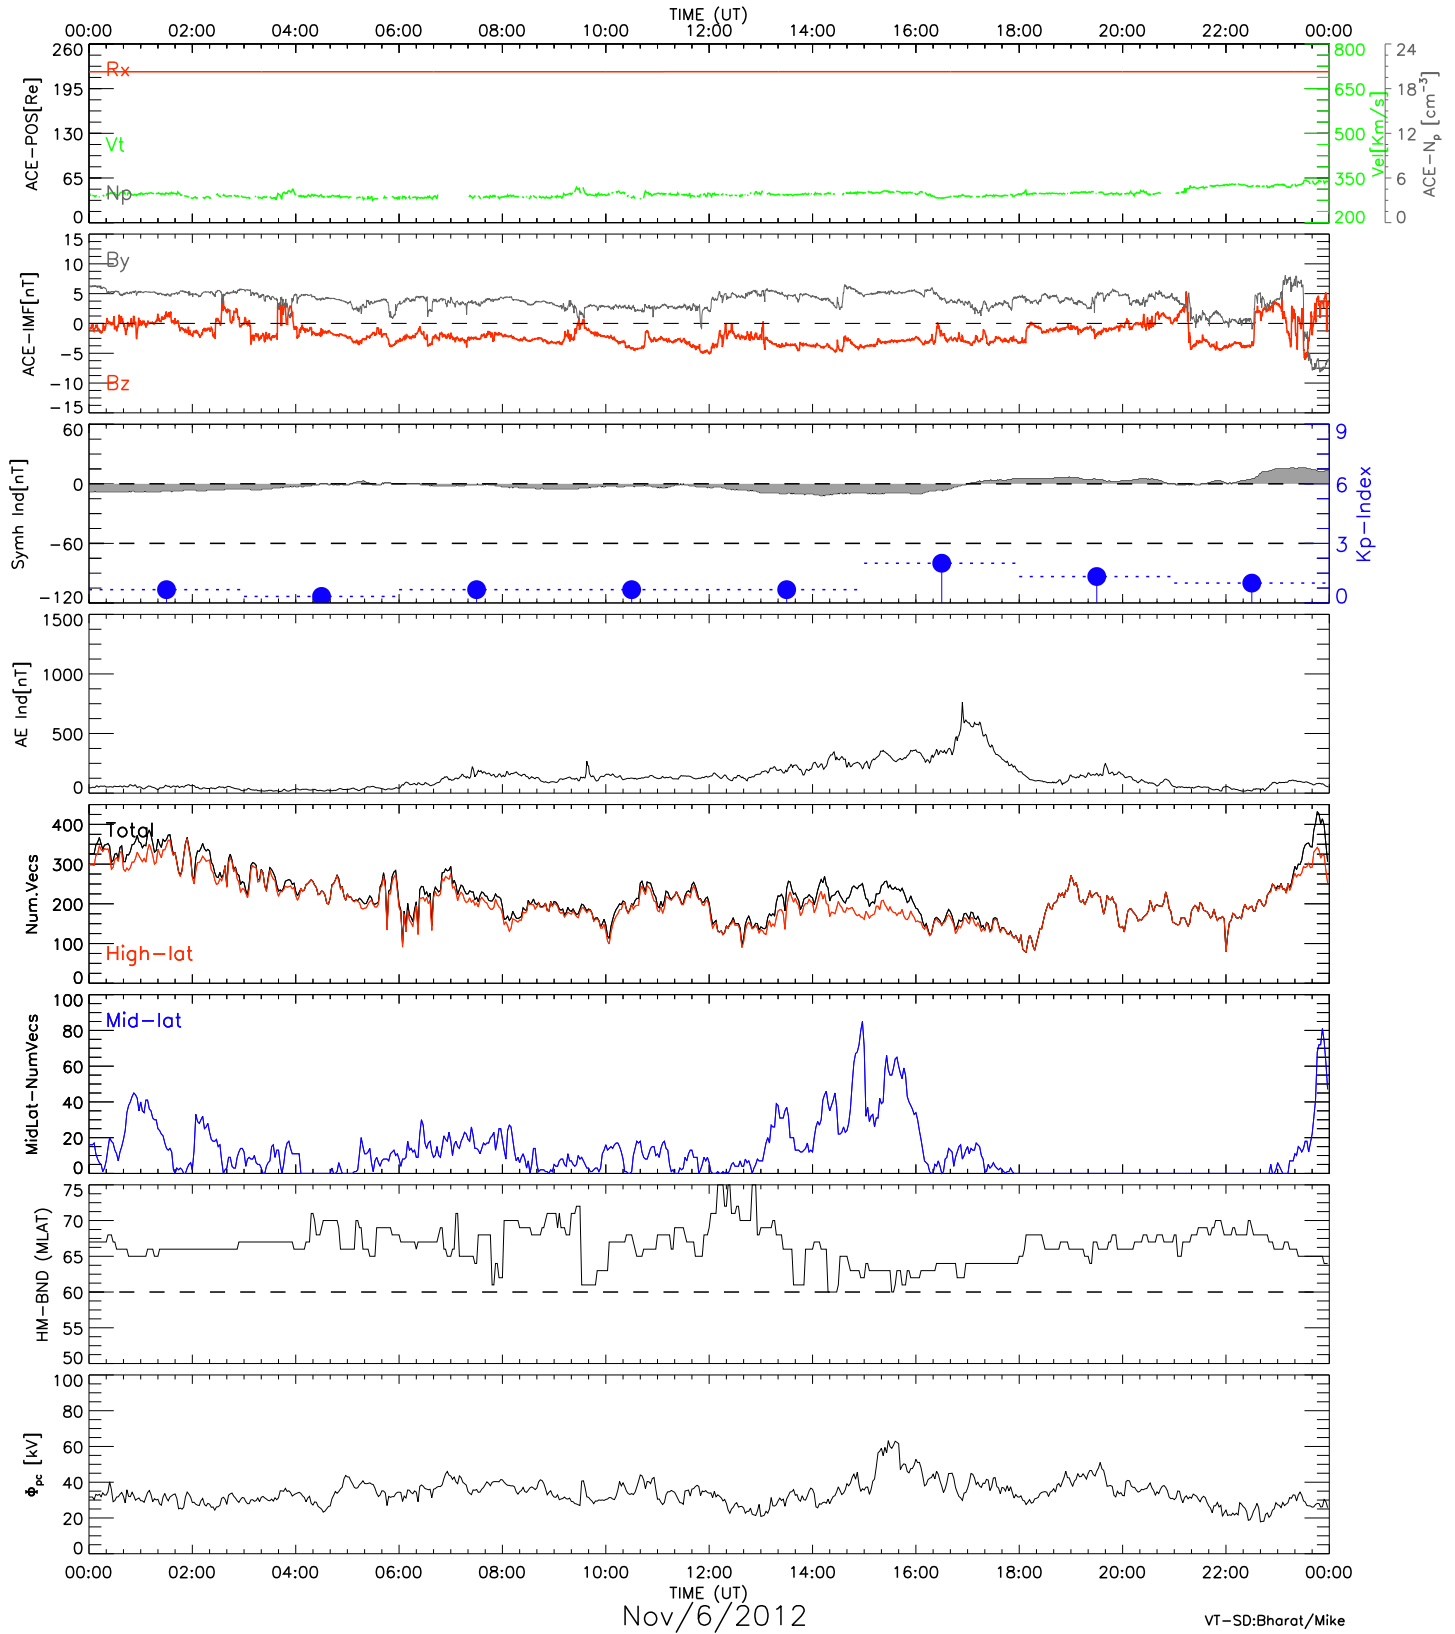 TIME (UT)
00:00 02:00 04:00 06:00 08:00 10:00 12:00 14:00 16:00 18:00 20:00 22:00 00:00
ACE-POS[Re]
260
195
130
65
0
Rx
Vt
Np
800
650
500
350
200
Vel[Km/s]
24
18
12
6
0
ACE-Np [cm-3]
ACE-IMF[nT]
15
10
5
0
-5
-10
-15
By
Bz
Symh Ind[nT]
60
0
-60
-120
9
6
3
0
Kp-Index
AE Ind[nT]
1500
1000
500
0
Num.Vecs
400
300
200
100
0
Total
High-lat
MidLat-NumVecs
100
80
60
40
20
0
Mid-lat
HM-BND (MLAT)
75
70
65
60
55
50
Φpc [kV]
100
80
60
40
20
0
00:00 02:00 04:00 06:00 08:00 10:00 12:00 14:00 16:00 18:00 20:00 22:00 00:00
TIME (UT)
Nov/6/2012
VT-SD:Bharat/Mike